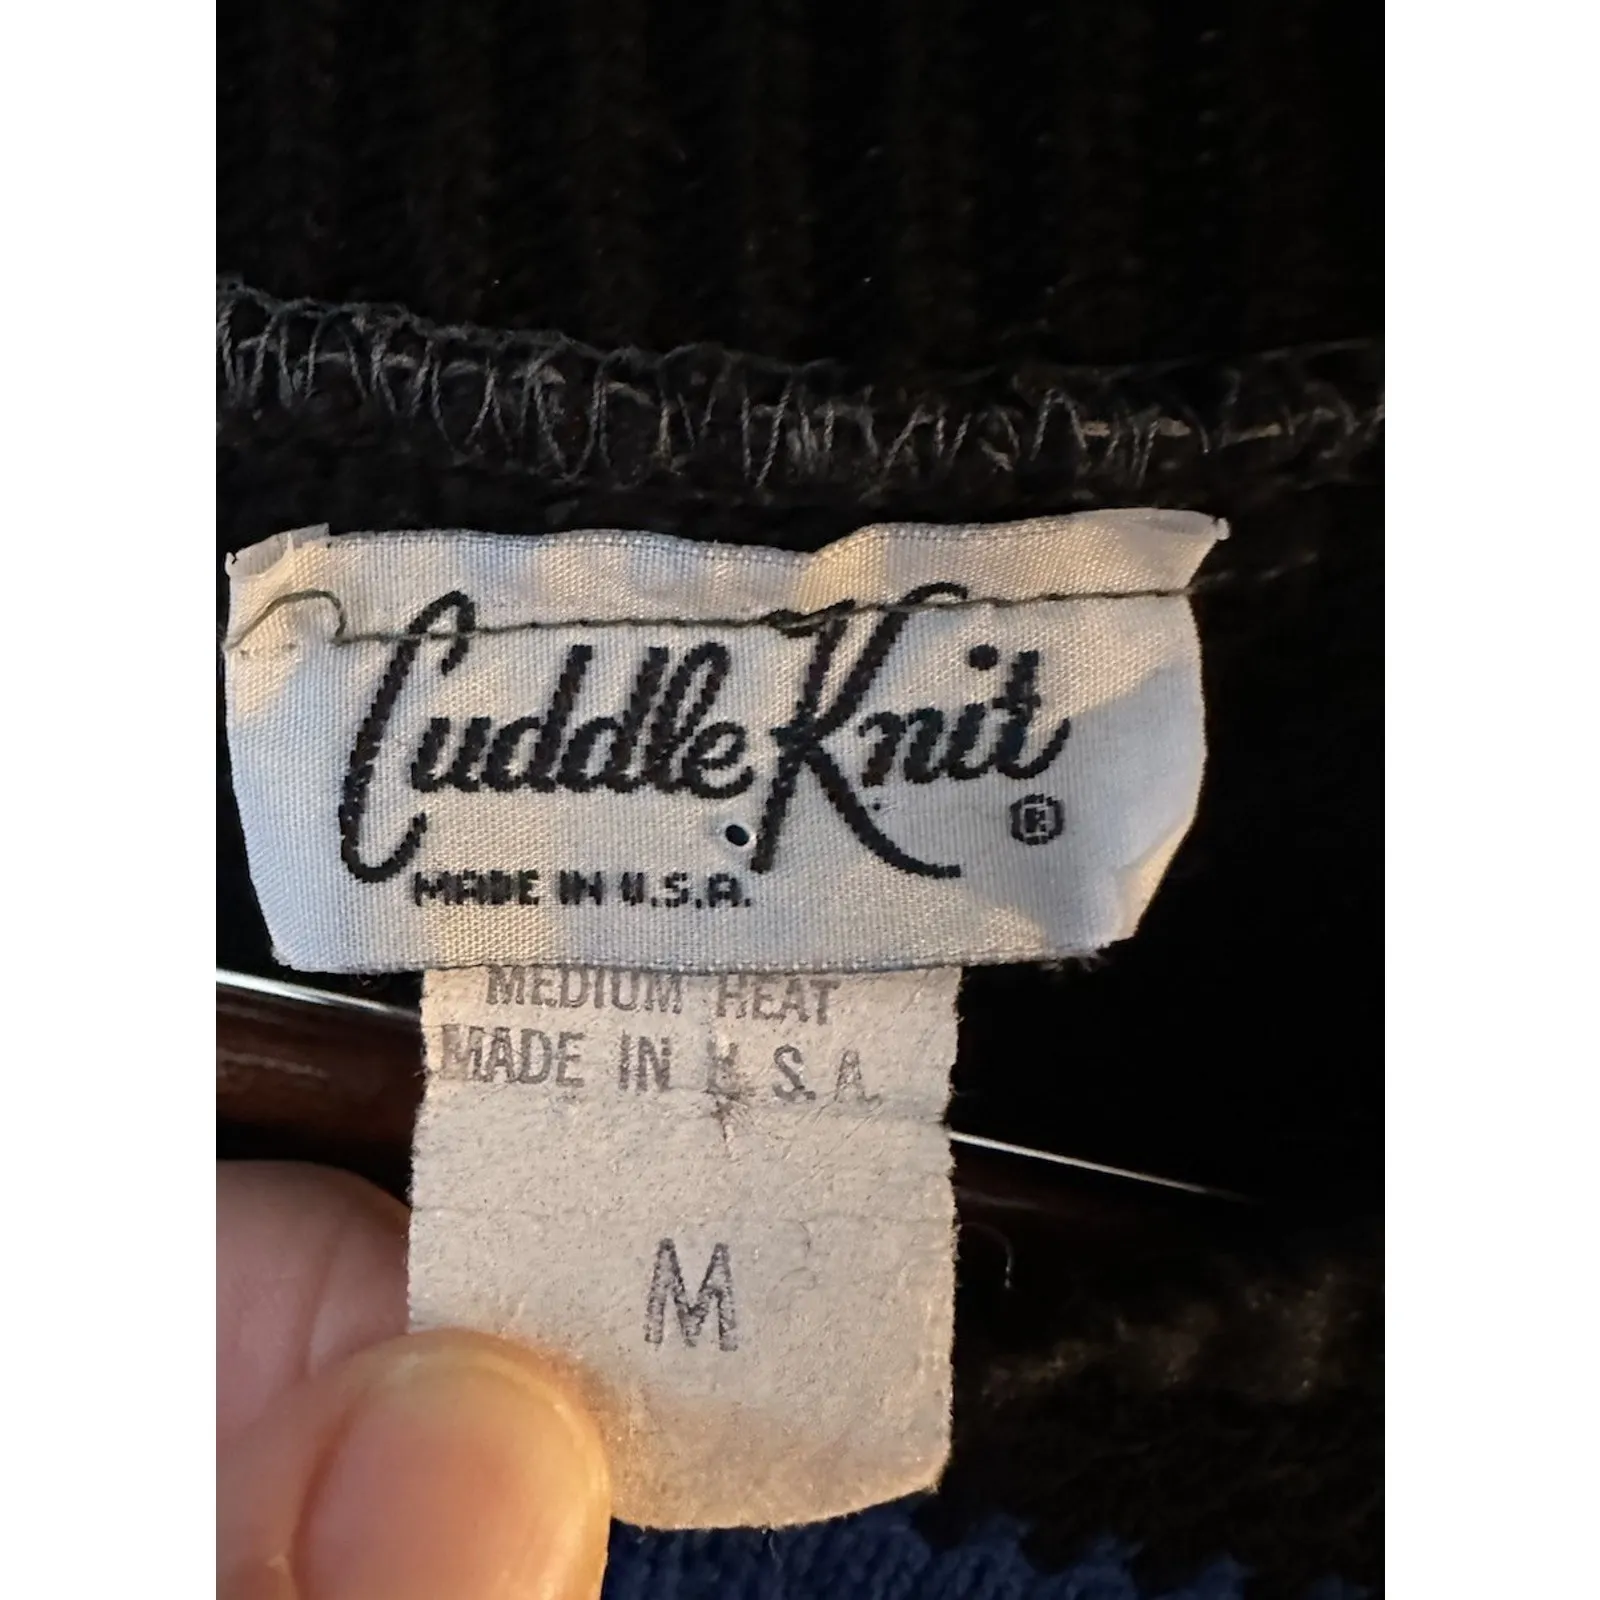 Cuddle Knit
®
MADE IN U.S.A.
MEDIUM HEAT
MADE IN U.S.A.
M